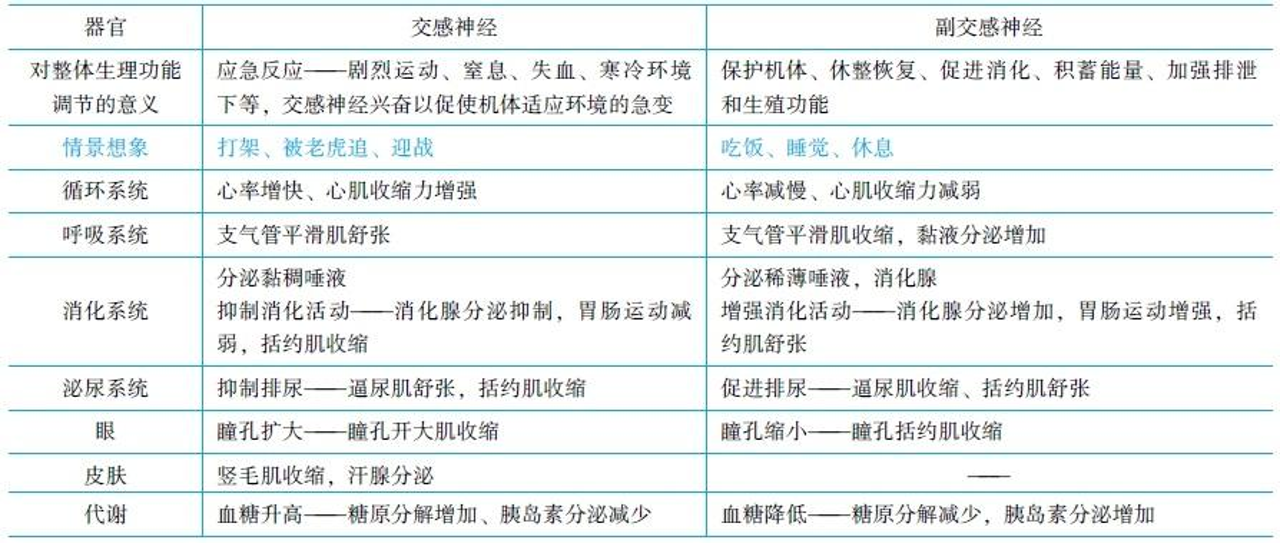 器官 交感神经 副交感神经
对整体生理功能调节的意义 应急反应——剧烈运动、窒息、失血、寒冷环境下等，交感神经兴奋以促使机体适应环境的急变 保护机体、休整恢复、促进消化、积蓄能量、加强排泄和生殖功能
情景想象 打架、被老虎追、迎战 吃饭、睡觉、休息
循环系统 心率增快、心肌收缩力增强 心率减慢、心肌收缩力减弱
呼吸系统 支气管平滑肌舒张 支气管平滑肌收缩，黏液分泌增加
消化系统 分泌黏稠唾液
抑制消化活动——消化腺分泌抑制，胃肠运动减弱，括约肌收缩 分泌稀薄唾液，消化腺
增强消化活动——消化腺分泌增加，胃肠运动增强，括约肌舒张
泌尿系统 抑制排尿——逼尿肌舒张，括约肌收缩 促进排尿——逼尿肌收缩、括约肌舒张
眼 瞳孔扩大——瞳孔开大肌收缩 瞳孔缩小——瞳孔括约肌收缩
皮肤 竖毛肌收缩，汗腺分泌 ——
代谢 血糖升高——糖原分解增加、胰岛素分泌减少 血糖降低——糖原分解减少，胰岛素分泌增加